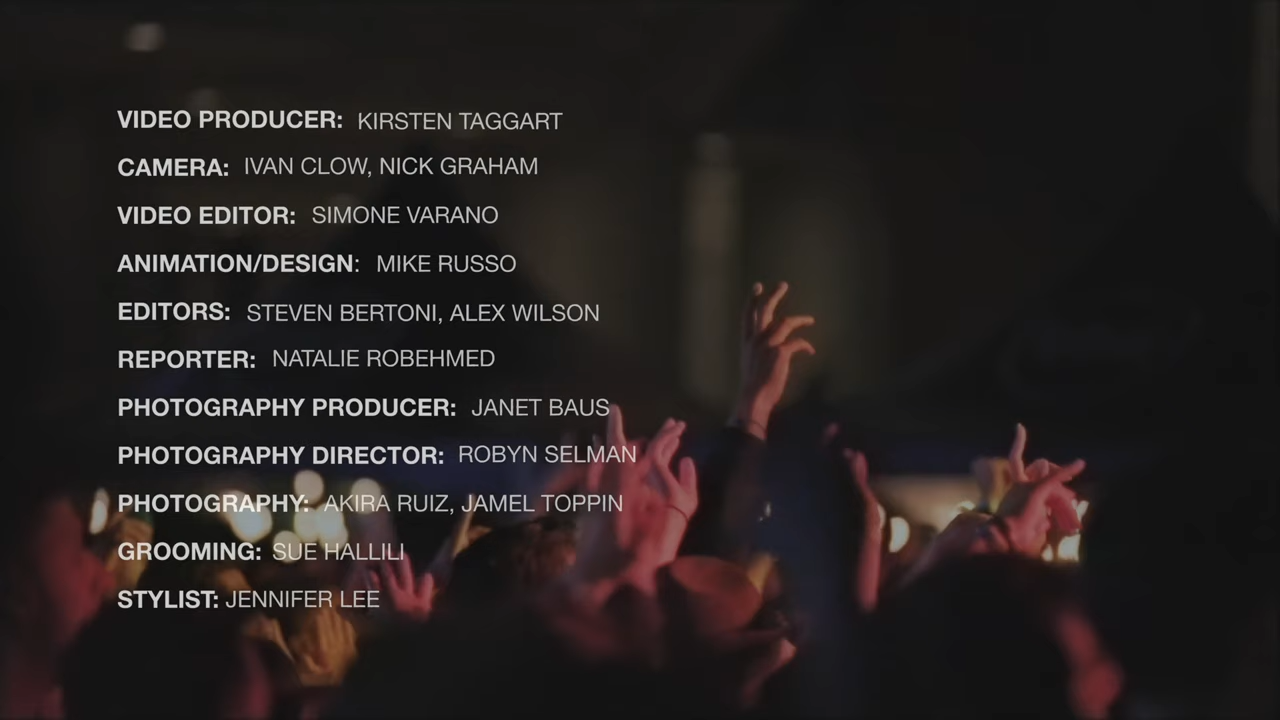 VIDEO PRODUCER: KIRSTEN TAGGART
CAMERA: IVAN CLOW, NICK GRAHAM
VIDEO EDITOR: SIMONE VARANO
ANIMATION/DESIGN: MIKE RUSSO
EDITORS: STEVEN BERTONI, ALEX WILSON
REPORTER: NATALIE ROBEHMED
PHOTOGRAPHY PRODUCER: JANET BAUS
PHOTOGRAPHY DIRECTOR: ROBYN SELMAN
PHOTOGRAPHY: AKIRA RUIZ, JAMEL TOPPIN
GROOMING: SUE HALLILI
STYLIST: JENNIFER LEE